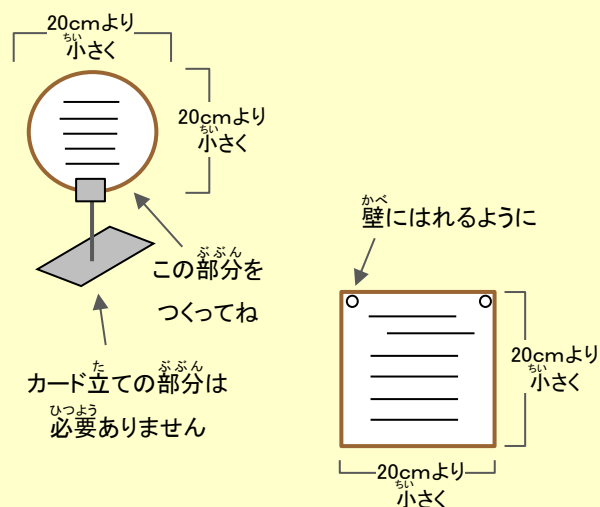 20cmより
ちい
小さく
20cmより
ちい
小さく
ぶぶん
この部分を
つくってね
た ぶぶん
カード立ての部分は
ひつよう
必要ありません
かべ
壁にはれるように
20cmより
ちい
小さく
20cmより
ちい
小さく